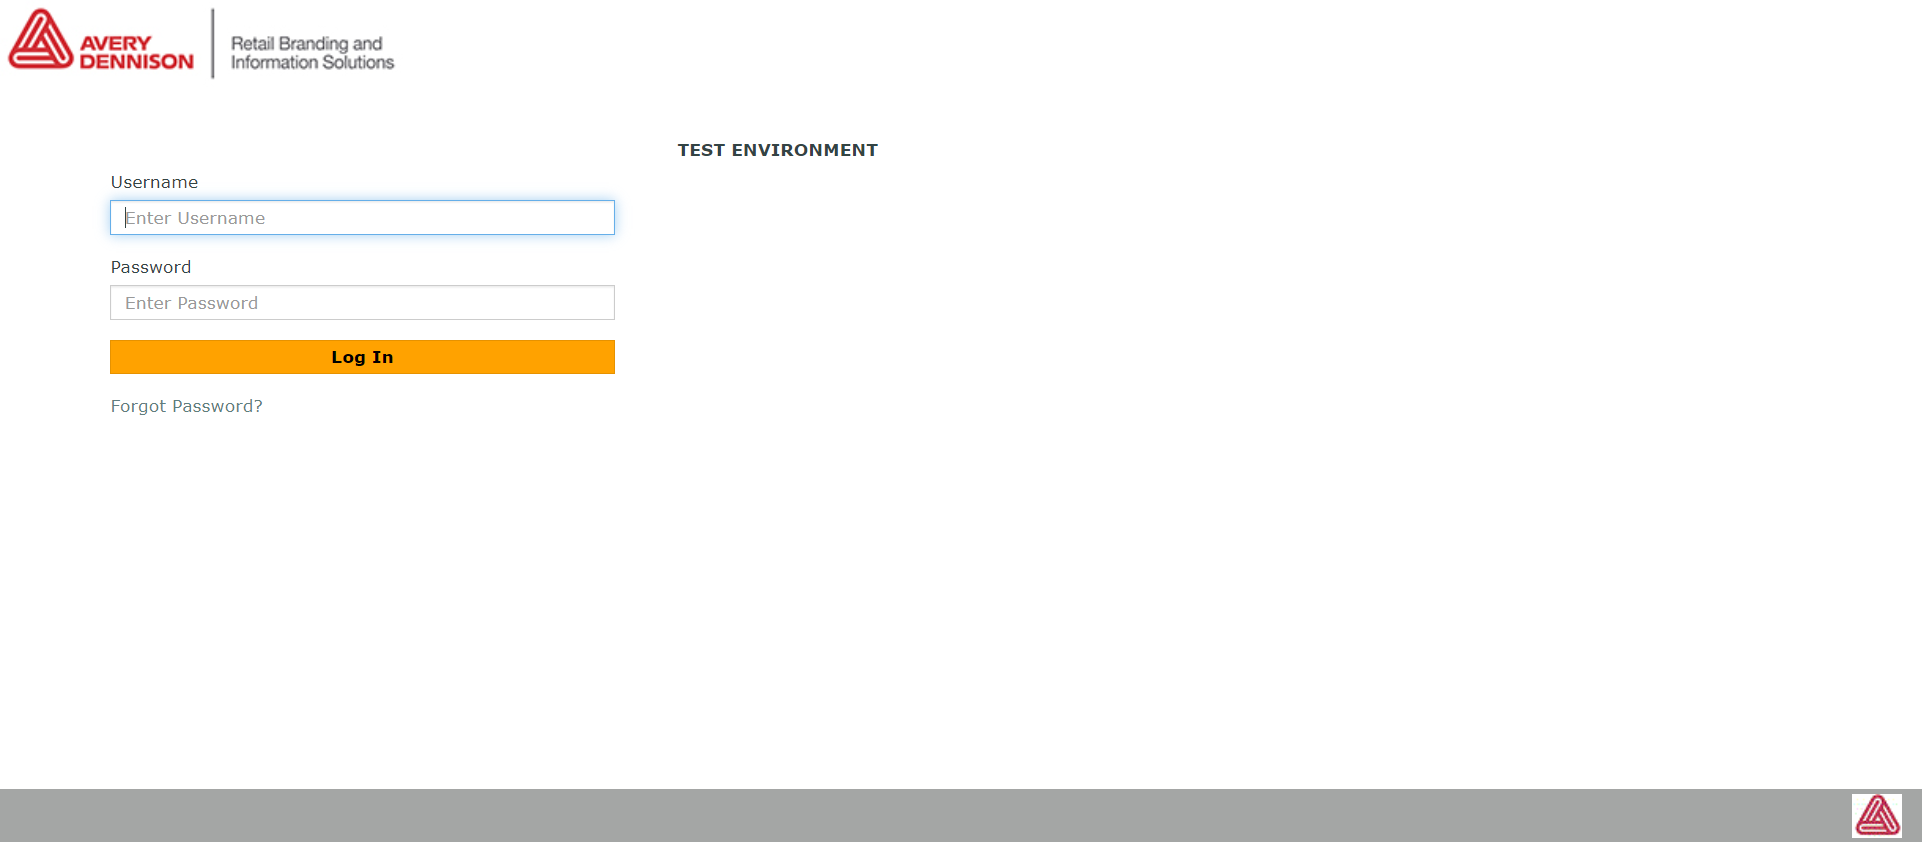 AVERY
DENNISON
Retail Branding and
Information Solutions
TEST ENVIRONMENT
Username
Enter Username
Password
Enter Password
Log In
Forgot Password?